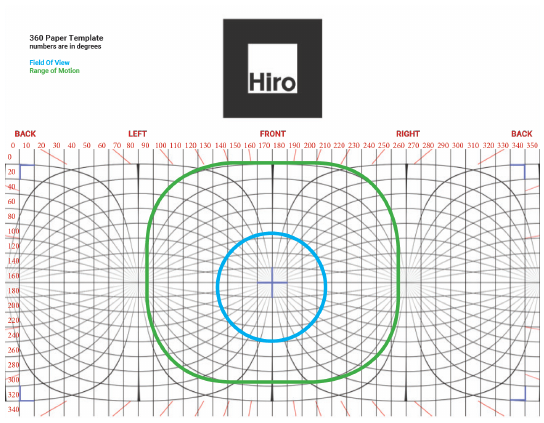 360 Paper Template
numbers are in degrees
Field Of View
Range of Motion
Hiro
BACK LEFT FRONT RIGHT BACK
0 10 20 30 40 50 60 70 80 90 100 110 120 130 140 150 160 170 180 190 200 210 220 230 240 250 260 270 280 290 300 310 320 330 340 350
0
20
40
60
80
100
120
140
160
180
200
220
240
260
280
300
320
340